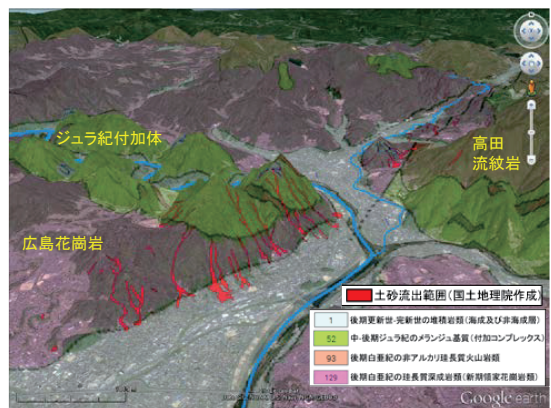 ジュラ紀付加体
高田
流紋岩
広島花崗岩
土砂流出範囲(国土地理院作成)
1 後期更新世-完新世の堆積岩類(海成及び非海成層)
52 中-後期ジュラ紀のメランジュ基質(付加コンプレックス)
93 後期白亜紀の非アルカリ珪長質火山岩類
129 後期白亜紀の珪長質深成岩類(新期領家花崗岩類)
Google earth